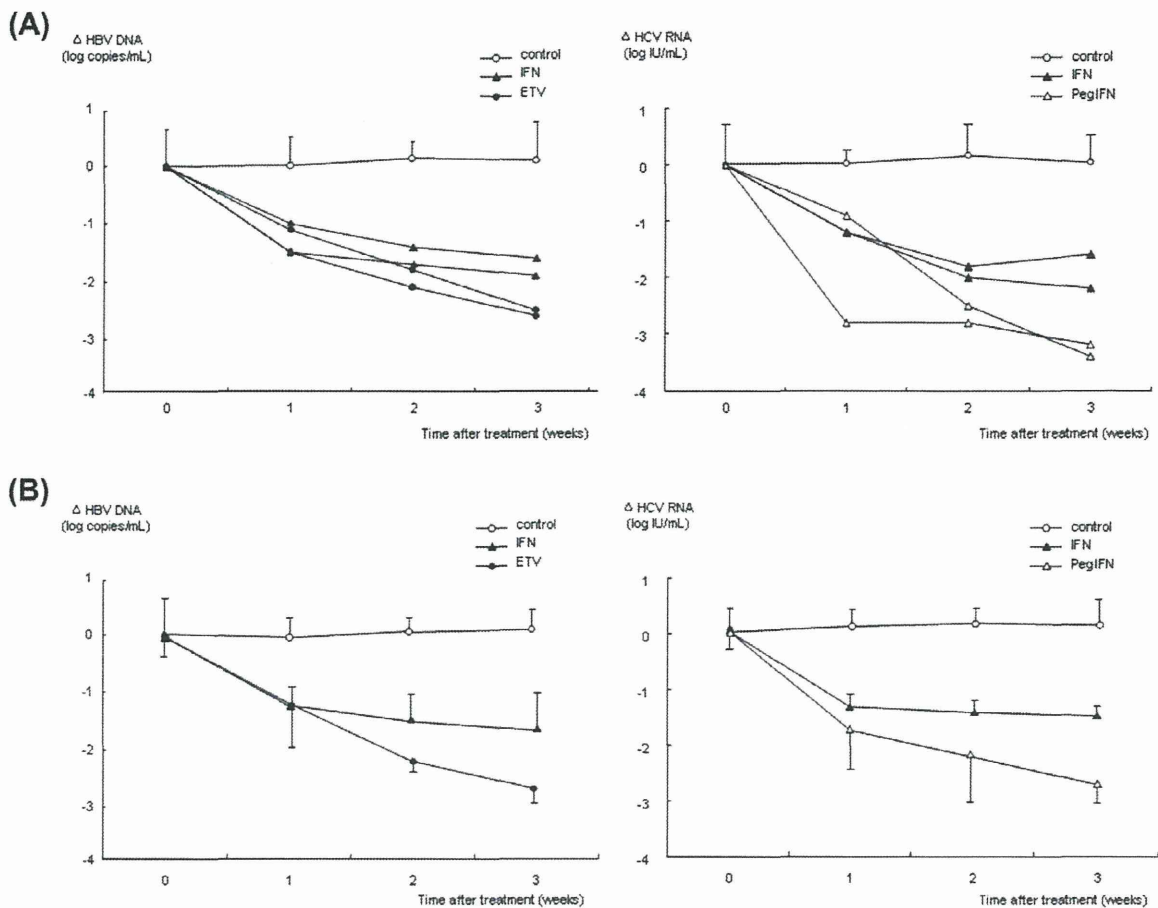 (A)
Δ HBV DNA
(log copies/mL)
control
IFN
ETV
1
0
-1
-2
-3
-4
0 1 2 3
Time after treatment (weeks)
Δ HCV RNA
(log IU/mL)
control
IFN
PegIFN
1
0
-1
-2
-3
-4
0 1 2 3
Time after treatment (weeks)
(B)
Δ HBV DNA
(log copies/mL)
control
IFN
ETV
1
0
-1
-2
-3
-4
0 1 2 3
Time after treatment (weeks)
Δ HCV RNA
(log IU/mL)
control
IFN
PegIFN
1
0
-1
-2
-3
-4
0 1 2 3
Time after treatment (weeks)